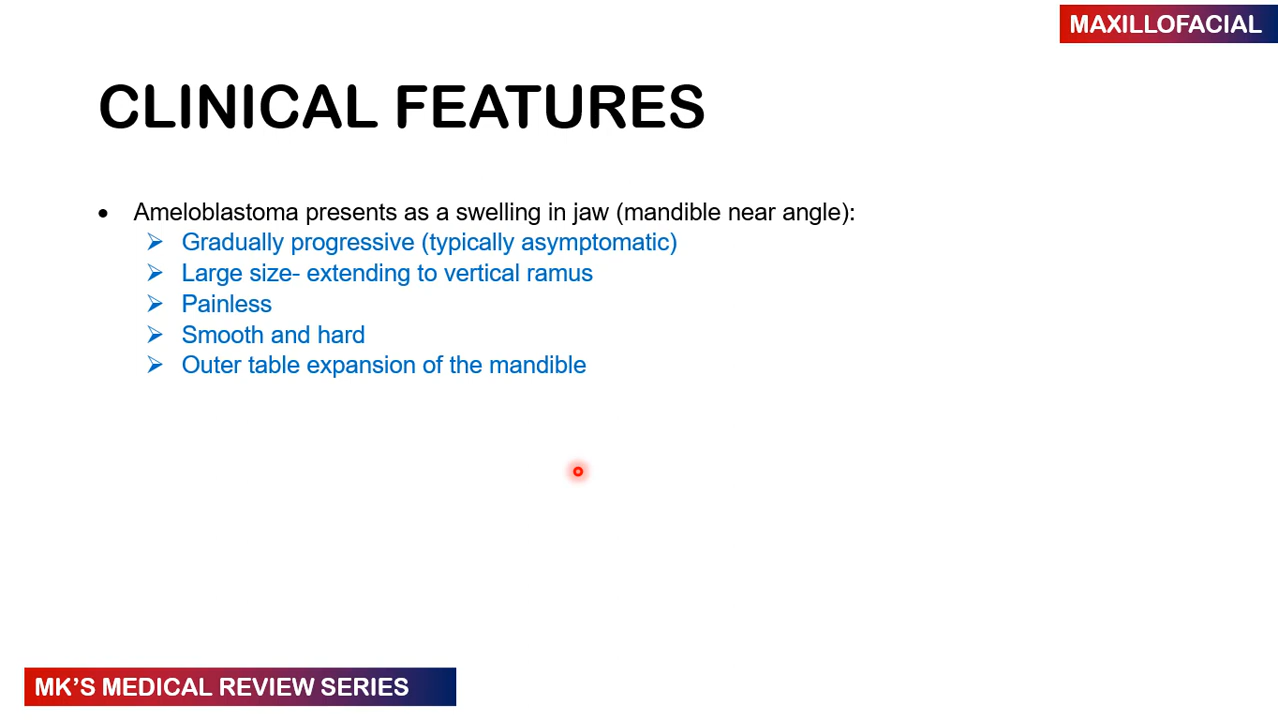 MAXILLOFACIAL
CLINICAL FEATURES
• Ameloblastoma presents as a swelling in jaw (mandible near angle):
➢ Gradually progressive (typically asymptomatic)
➢ Large size- extending to vertical ramus
➢ Painless
➢ Smooth and hard
➢ Outer table expansion of the mandible
MK’S MEDICAL REVIEW SERIES